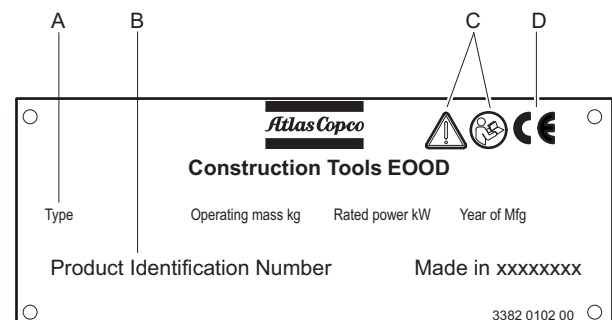 A B C D
Atlas Copco
CE
Construction Tools EOOD
Type Operating mass kg Rated power kW Year of Mfg
Product Identification Number Made in xxxxxxxx
3382 0102 00